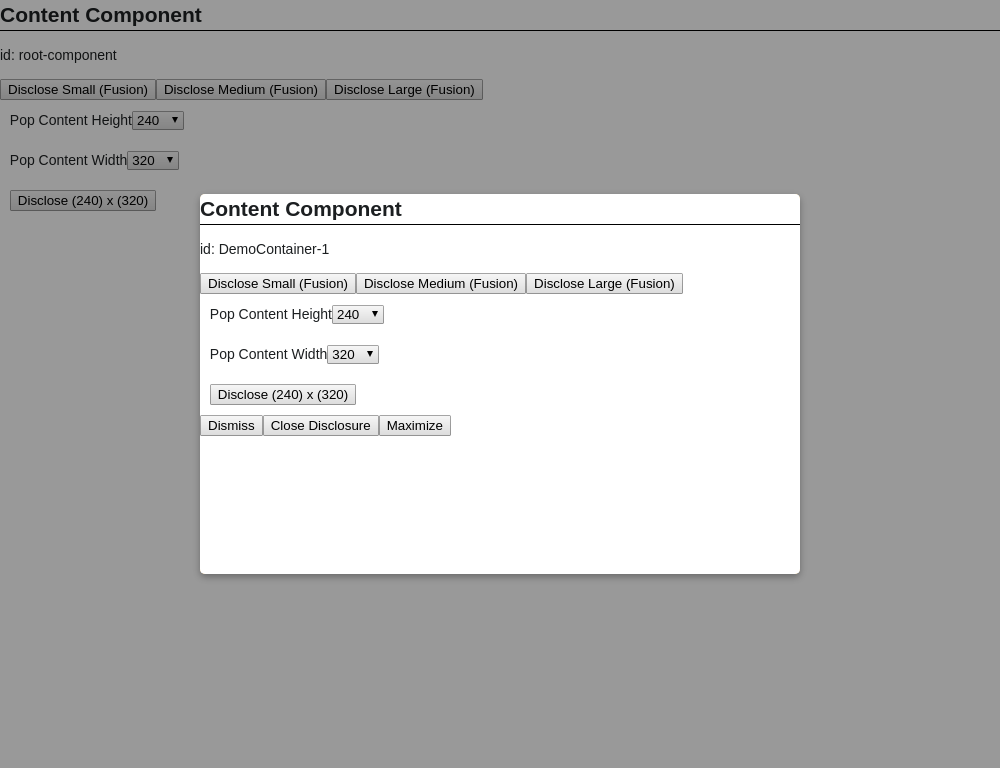 Content Component
id: root-component
Disclose Small (Fusion) Disclose Medium (Fusion) Disclose Large (Fusion)
Pop Content Height 240
Pop Content Width 320
Disclose (240) x (320)
Content Component
id: DemoContainer-1
Disclose Small (Fusion) Disclose Medium (Fusion) Disclose Large (Fusion)
Pop Content Height 240
Pop Content Width 320
Disclose (240) x (320)
Dismiss Close Disclosure Maximize